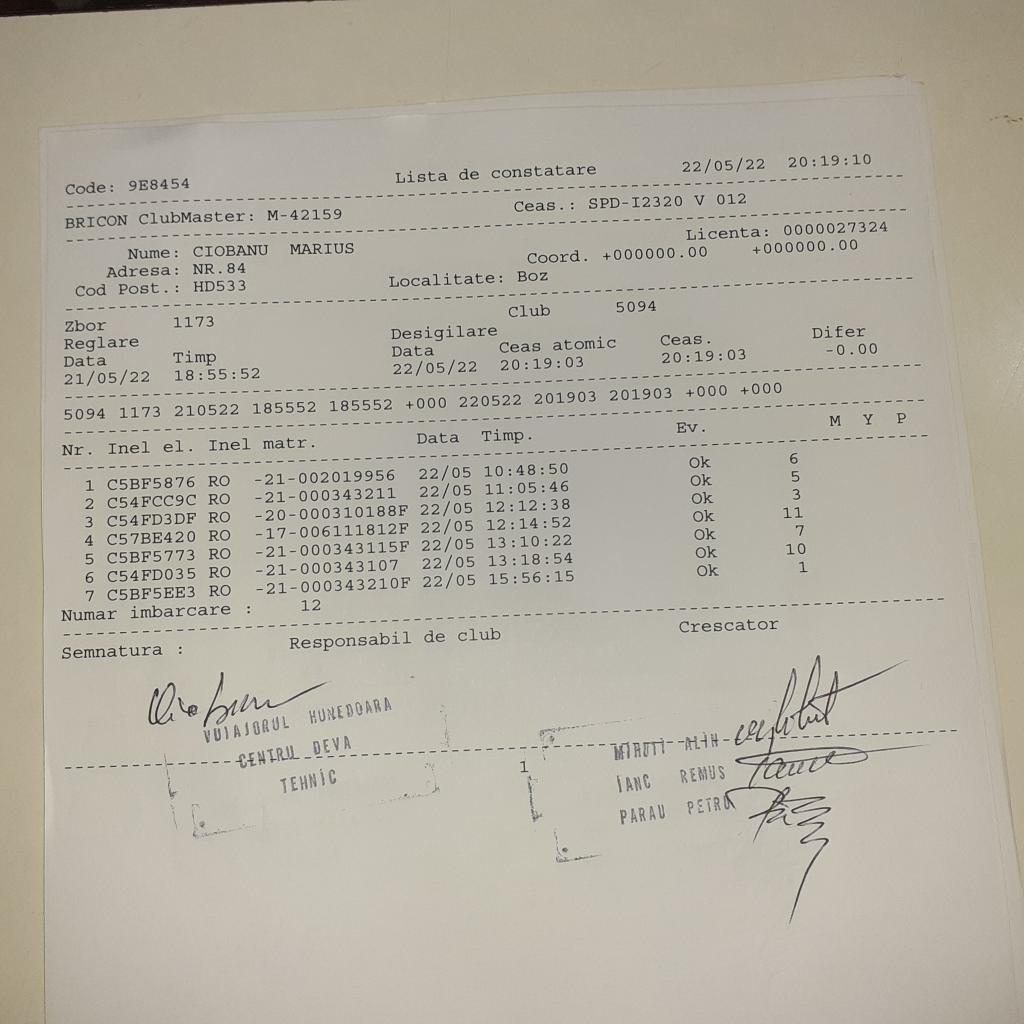 Code: 9E8454 Lista de constatare 22/05/22 20:19:10
BRICON ClubMaster: M-42159 Ceas.: SPD-I2320 V 012
Nume: CIOBANU MARIUS Licenta: 0000027324
Adresa: NR.84 Coord. +000000.00 +000000.00
Cod Post.: HD533 Localitate: Boz
Zbor 1173 Club 5094
Reglare Desigilare
Data Timp Data Ceas atomic Ceas. Difer
21/05/22 18:55:52 22/05/22 20:19:03 20:19:03 -0.00
5094 1173 210522 185552 185552 +000 220522 201903 201903 +000 +000
Nr. Inel el. Inel matr. Data Timp. Ev. M Y P
1 C5BF5876 RO -21-002019956 22/05 10:48:50 Ok 6
2 C54FCC9C RO -21-000343211 22/05 11:05:46 Ok 5
3 C54FD3DF RO -20-000310188F 22/05 12:12:38 Ok 3
4 C57BE420 RO -17-006111812F 22/05 12:14:52 Ok 11
5 C5BF5773 RO -21-000343115F 22/05 13:10:22 Ok 7
6 C54FD035 RO -21-000343107 22/05 13:18:54 Ok 10
7 C5BF5EE3 RO -21-000343210F 22/05 15:56:15 Ok 1
Numar imbarcare : 12
Semnatura : Responsabil de club Crescator
VOIAJORUL HUNEDOARA
CENTRU DEVA
TEHNIC
1
MIHUTI ALIN
IANC REMUS
PARAU PETRU